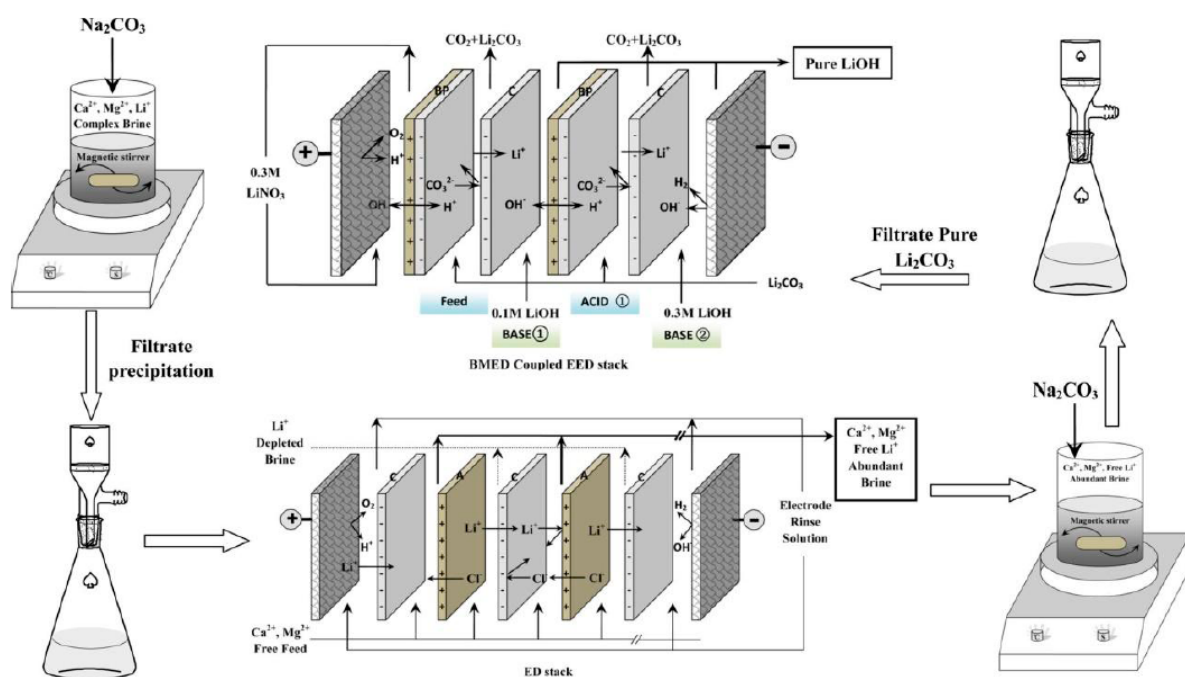 Na₂CO₃
Ca²⁺, Mg²⁺, Li⁺
Complex Brine
Magnetic stirrer
Filtrate
precipitation
CO₂+Li₂CO₃
CO₂+Li₂CO₃
Pure LiOH
BP
C
BP
C
+
O₂
H⁺
Li⁺
Li⁺
H₂
-
0.3M
LiNO₃
CO₃²⁻
CO₃²⁻
OH⁻
H⁺
OH⁻
H⁺
OH⁻
Li₂CO₃
Feed
0.1M LiOH
BASE①
ACID ①
0.3M LiOH
BASE ②
BMED Coupled EED stack
Filtrate Pure
Li₂CO₃
Li⁺
Depleted
Brine
C
A
C
A
C
+
O₂
H⁺
Li⁺
Li⁺
Li⁺
Li⁺
Cl⁻
Cl⁻
Cl⁻
H₂
OH⁻
-
Electrode
Rinse
Solution
Ca²⁺, Mg²⁺
Free Li⁺
Abundant
Brine
Ca²⁺, Mg²⁺
Free Feed
ED stack
Na₂CO₃
Ca²⁺, Mg²⁺, Free Li⁺
Abundant Brine
Magnetic stirrer